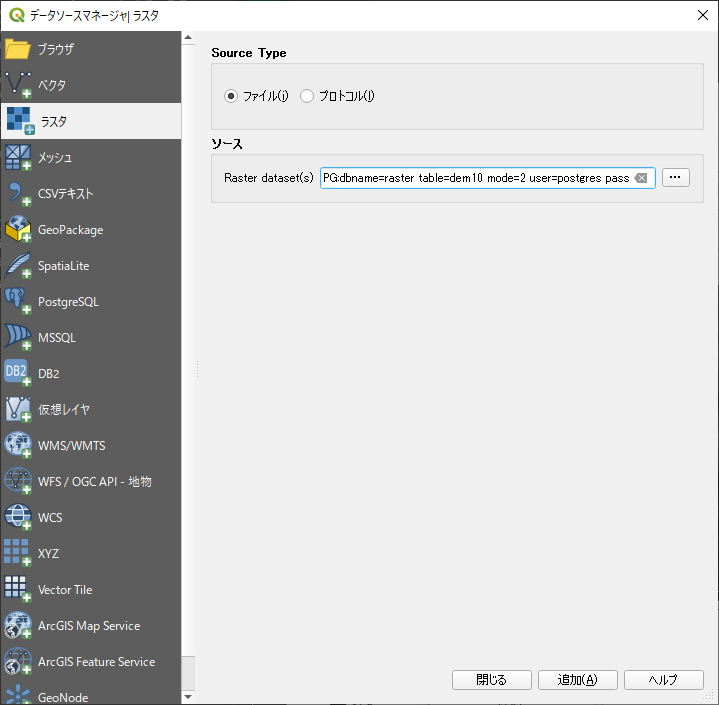 データソースマネージャ| ラスタ
ブラウザ
ベクタ
ラスタ
メッシュ
CSVテキスト
GeoPackage
SpatiaLite
PostgreSQL
MSSQL
DB2
DB2
仮想レイヤ
WMS/WMTS
WFS / OGC API - 地物
WCS
XYZ
Vector Tile
ArcGIS Map Service
ArcGIS Feature Service
GeoNode
Source Type
ファイル(i) プロトコル(l)
ソース
Raster dataset(s) PG:dbname=raster table=dem10 mode=2 user=postgres pass ...
閉じる 追加(A) ヘルプ